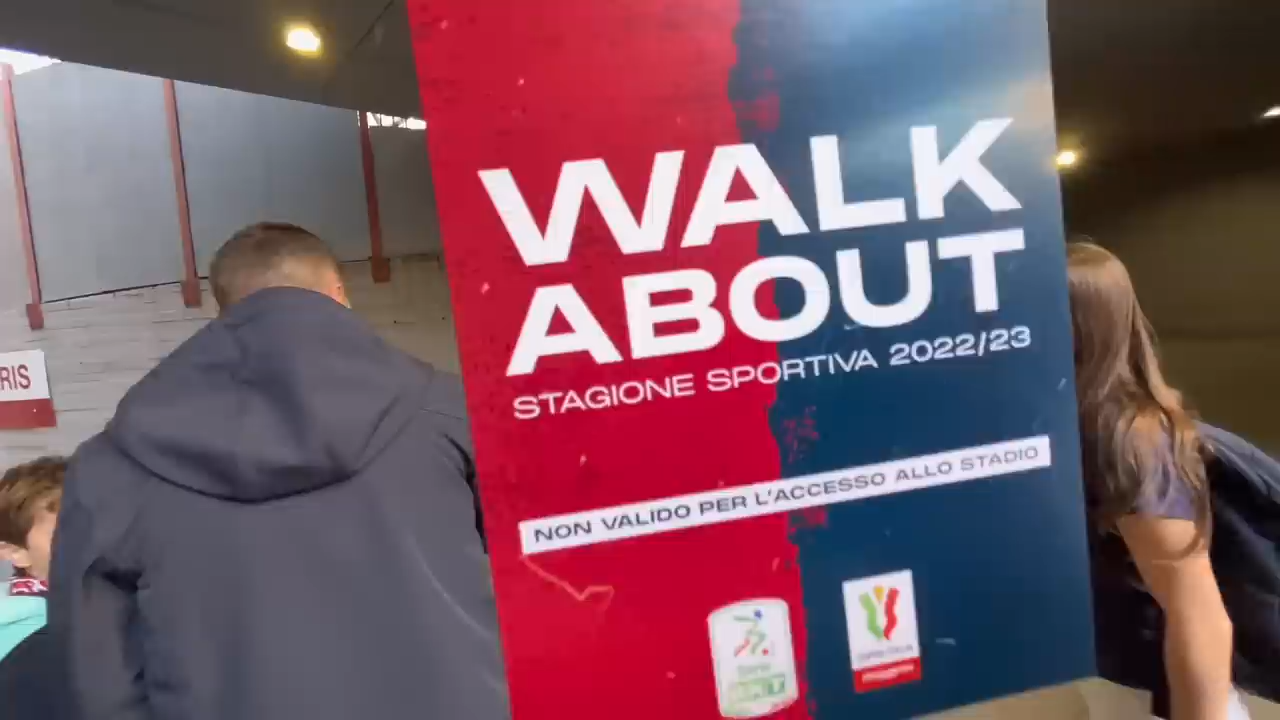 RIS
WALK
ABOUT
STAGIONE SPORTIVA 2022/23
NON VALIDO PER L'ACCESSO ALLO STADIO